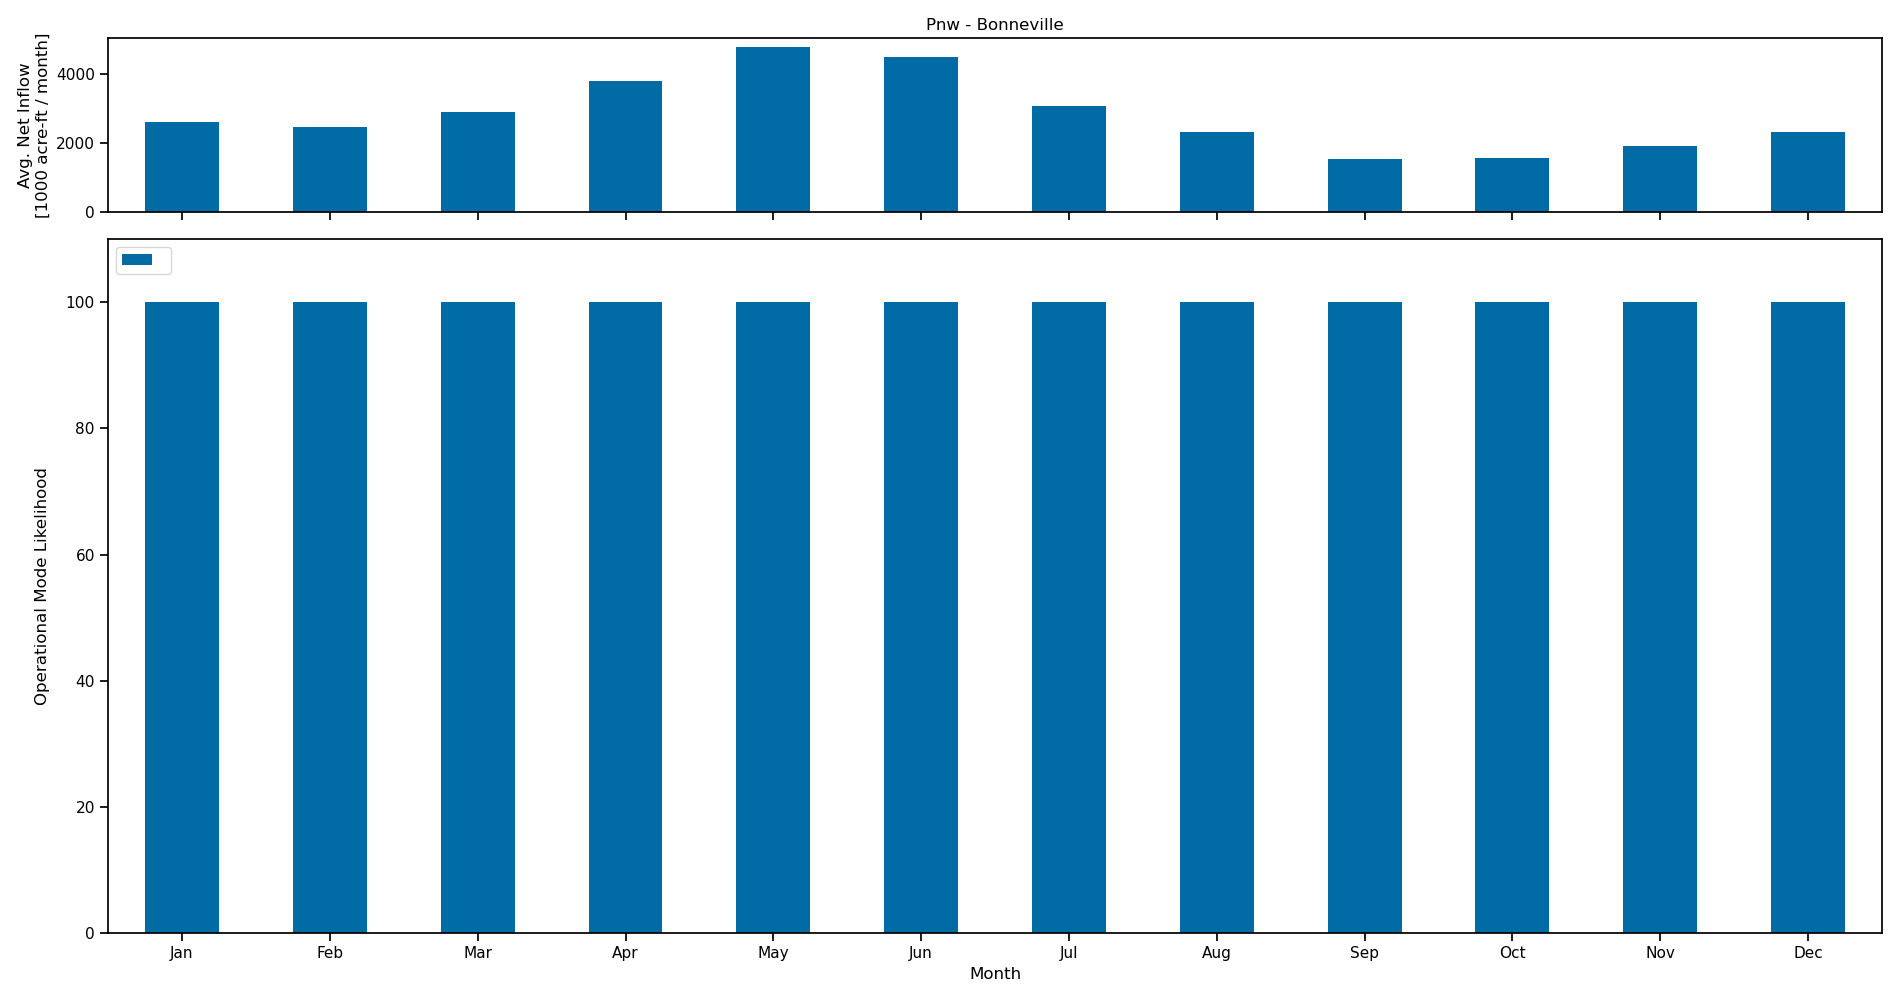 Pnw - Bonneville
Avg. Net Inflow
[1000 acre-ft / month]
4000
2000
0
Operational Mode Likelihood
100
80
60
40
20
0
Jan Feb Mar Apr May Jun Jul Aug Sep Oct Nov Dec
Month